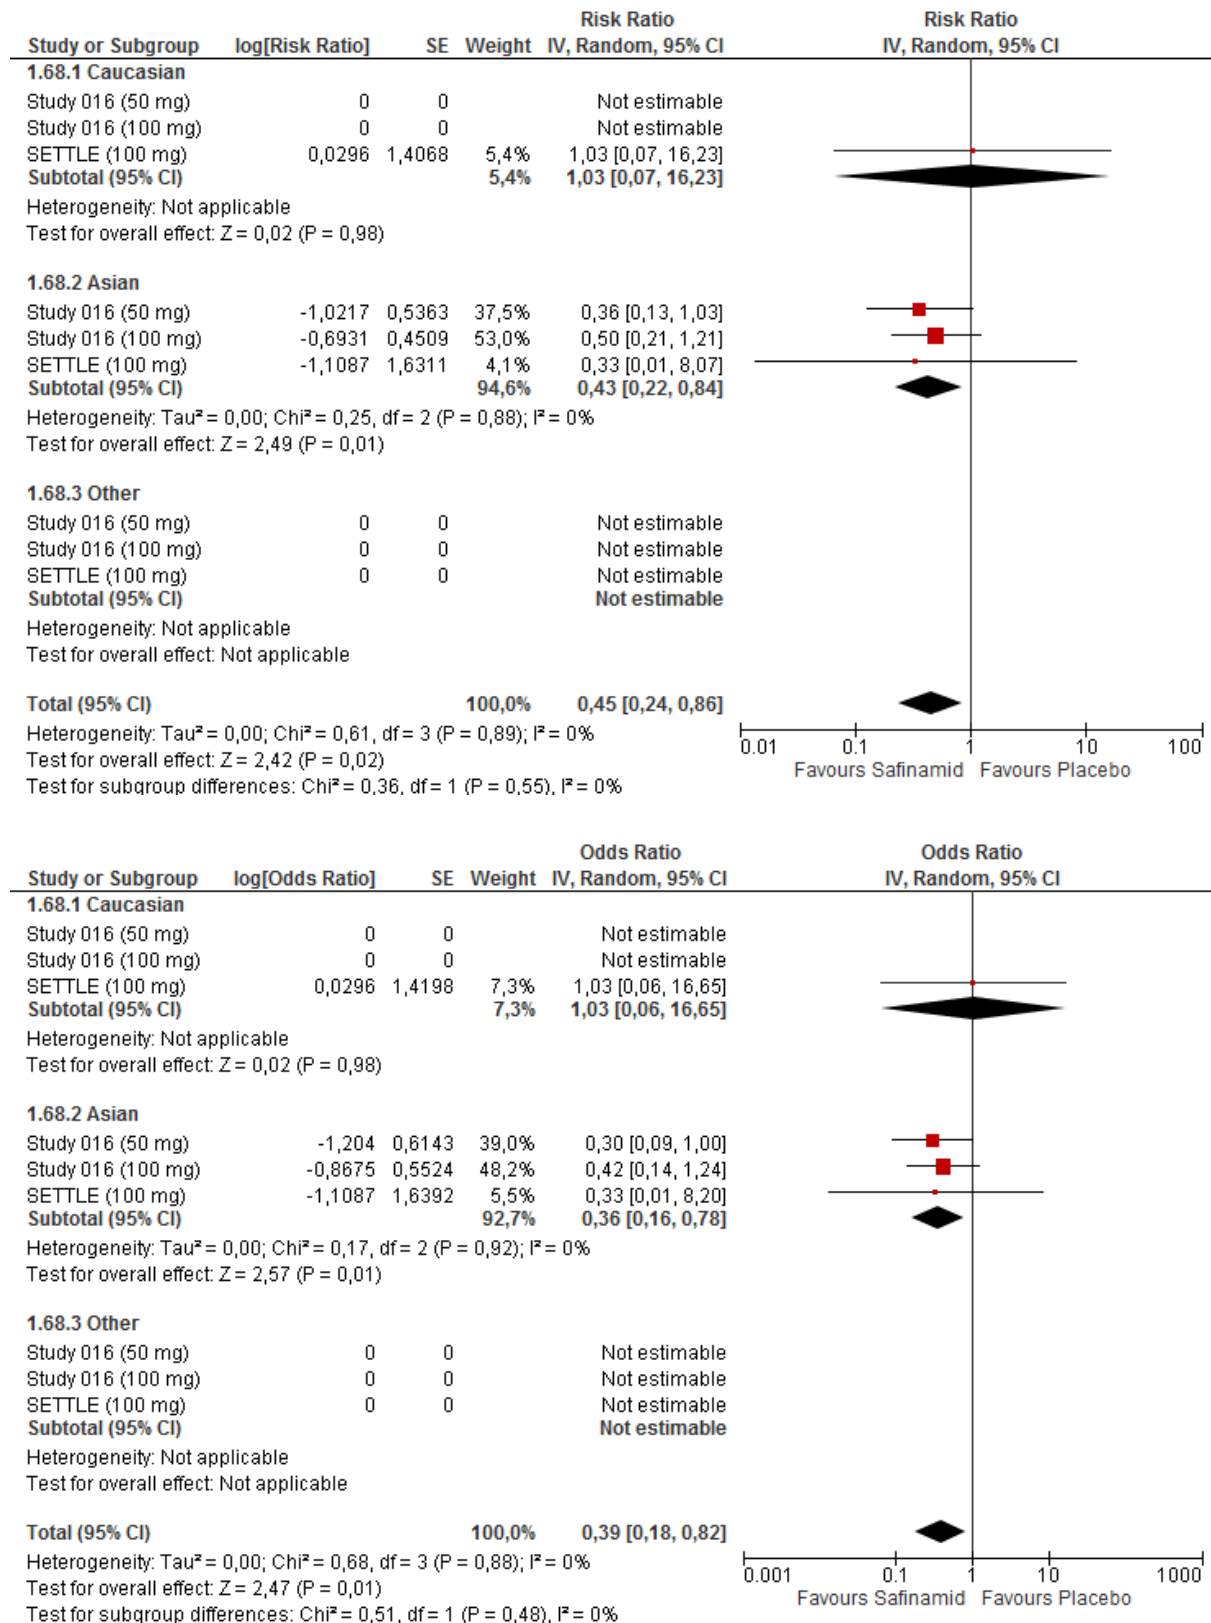 Risk Ratio Risk Ratio
Study or Subgroup log[Risk Ratio] SE Weight IV, Random, 95% CI IV, Random, 95% CI
1.68.1 Caucasian
Study 016 (50 mg) 0 0 Not estimable
Study 016 (100 mg) 0 0 Not estimable
SETTLE (100 mg) 0,0296 1,4068 5,4% 1,03 [0,07, 16,23]
Subtotal (95% CI) 5,4% 1,03 [0,07, 16,23]
Heterogeneity: Not applicable
Test for overall effect: Z = 0,02 (P = 0,98)
1.68.2 Asian
Study 016 (50 mg) -1,0217 0,5363 37,5% 0,36 [0,13, 1,03]
Study 016 (100 mg) -0,6931 0,4509 53,0% 0,50 [0,21, 1,21]
SETTLE (100 mg) -1,1087 1,6311 4,1% 0,33 [0,01, 8,07]
Subtotal (95% CI) 94,6% 0,43 [0,22, 0,84]
Heterogeneity: Tau² = 0,00; Chi² = 0,25, df = 2 (P = 0,88); I² = 0%
Test for overall effect: Z = 2,49 (P = 0,01)
1.68.3 Other
Study 016 (50 mg) 0 0 Not estimable
Study 016 (100 mg) 0 0 Not estimable
SETTLE (100 mg) 0 0 Not estimable
Subtotal (95% CI) Not estimable
Heterogeneity: Not applicable
Test for overall effect: Not applicable
Total (95% CI) 100,0% 0,45 [0,24, 0,86]
Heterogeneity: Tau² = 0,00; Chi² = 0,61, df = 3 (P = 0,89); I² = 0%
Test for overall effect: Z = 2,42 (P = 0,02)
Test for subgroup differences: Chi² = 0,36, df = 1 (P = 0,55), I² = 0%
0.01 0.1 1 10 100
Favours Safinamid Favours Placebo
Odds Ratio Odds Ratio
Study or Subgroup log[Odds Ratio] SE Weight IV, Random, 95% CI IV, Random, 95% CI
1.68.1 Caucasian
Study 016 (50 mg) 0 0 Not estimable
Study 016 (100 mg) 0 0 Not estimable
SETTLE (100 mg) 0,0296 1,4198 7,3% 1,03 [0,06, 16,65]
Subtotal (95% CI) 7,3% 1,03 [0,06, 16,65]
Heterogeneity: Not applicable
Test for overall effect: Z = 0,02 (P = 0,98)
1.68.2 Asian
Study 016 (50 mg) -1,204 0,6143 39,0% 0,30 [0,09, 1,00]
Study 016 (100 mg) -0,8675 0,5524 48,2% 0,42 [0,14, 1,24]
SETTLE (100 mg) -1,1087 1,6392 5,5% 0,33 [0,01, 8,20]
Subtotal (95% CI) 92,7% 0,36 [0,16, 0,78]
Heterogeneity: Tau² = 0,00; Chi² = 0,17, df = 2 (P = 0,92); I² = 0%
Test for overall effect: Z = 2,57 (P = 0,01)
1.68.3 Other
Study 016 (50 mg) 0 0 Not estimable
Study 016 (100 mg) 0 0 Not estimable
SETTLE (100 mg) 0 0 Not estimable
Subtotal (95% CI) Not estimable
Heterogeneity: Not applicable
Test for overall effect: Not applicable
Total (95% CI) 100,0% 0,39 [0,18, 0,82]
Heterogeneity: Tau² = 0,00; Chi² = 0,68, df = 3 (P = 0,88); I² = 0%
Test for overall effect: Z = 2,47 (P = 0,01)
Test for subgroup differences: Chi² = 0,51, df = 1 (P = 0,48), I² = 0%
0.001 0.1 1 10 1000
Favours Safinamid Favours Placebo